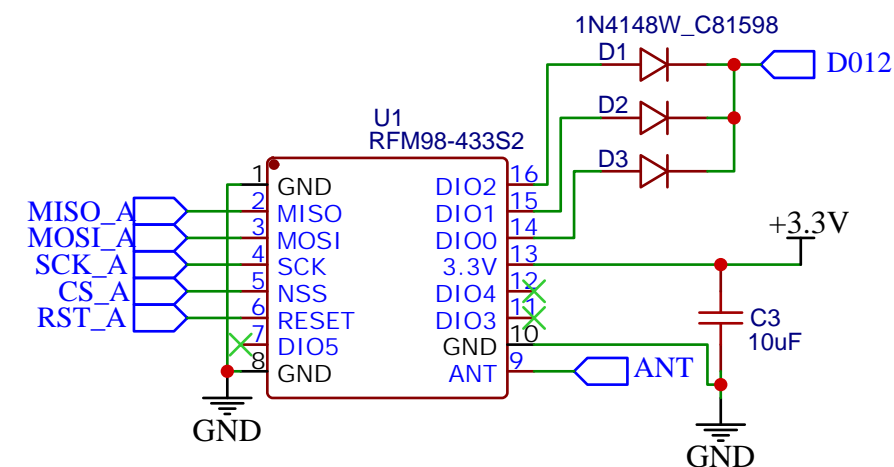 1N4148W_C81598
D1
D012
D2
D3
U1
RFM98-433S2
1 GND DIO2 16
MISO_A 2 MISO DIO1 15
MOSI_A 3 MOSI DIO0 14
SCK_A 4 SCK 3.3V 13
+3.3V
CS_A 5 NSS DIO4 12
RST_A 6 RESET DIO3 11
7 DIO5 GND 10
8 GND ANT 9
ANT
C3
10uF
GND
GND